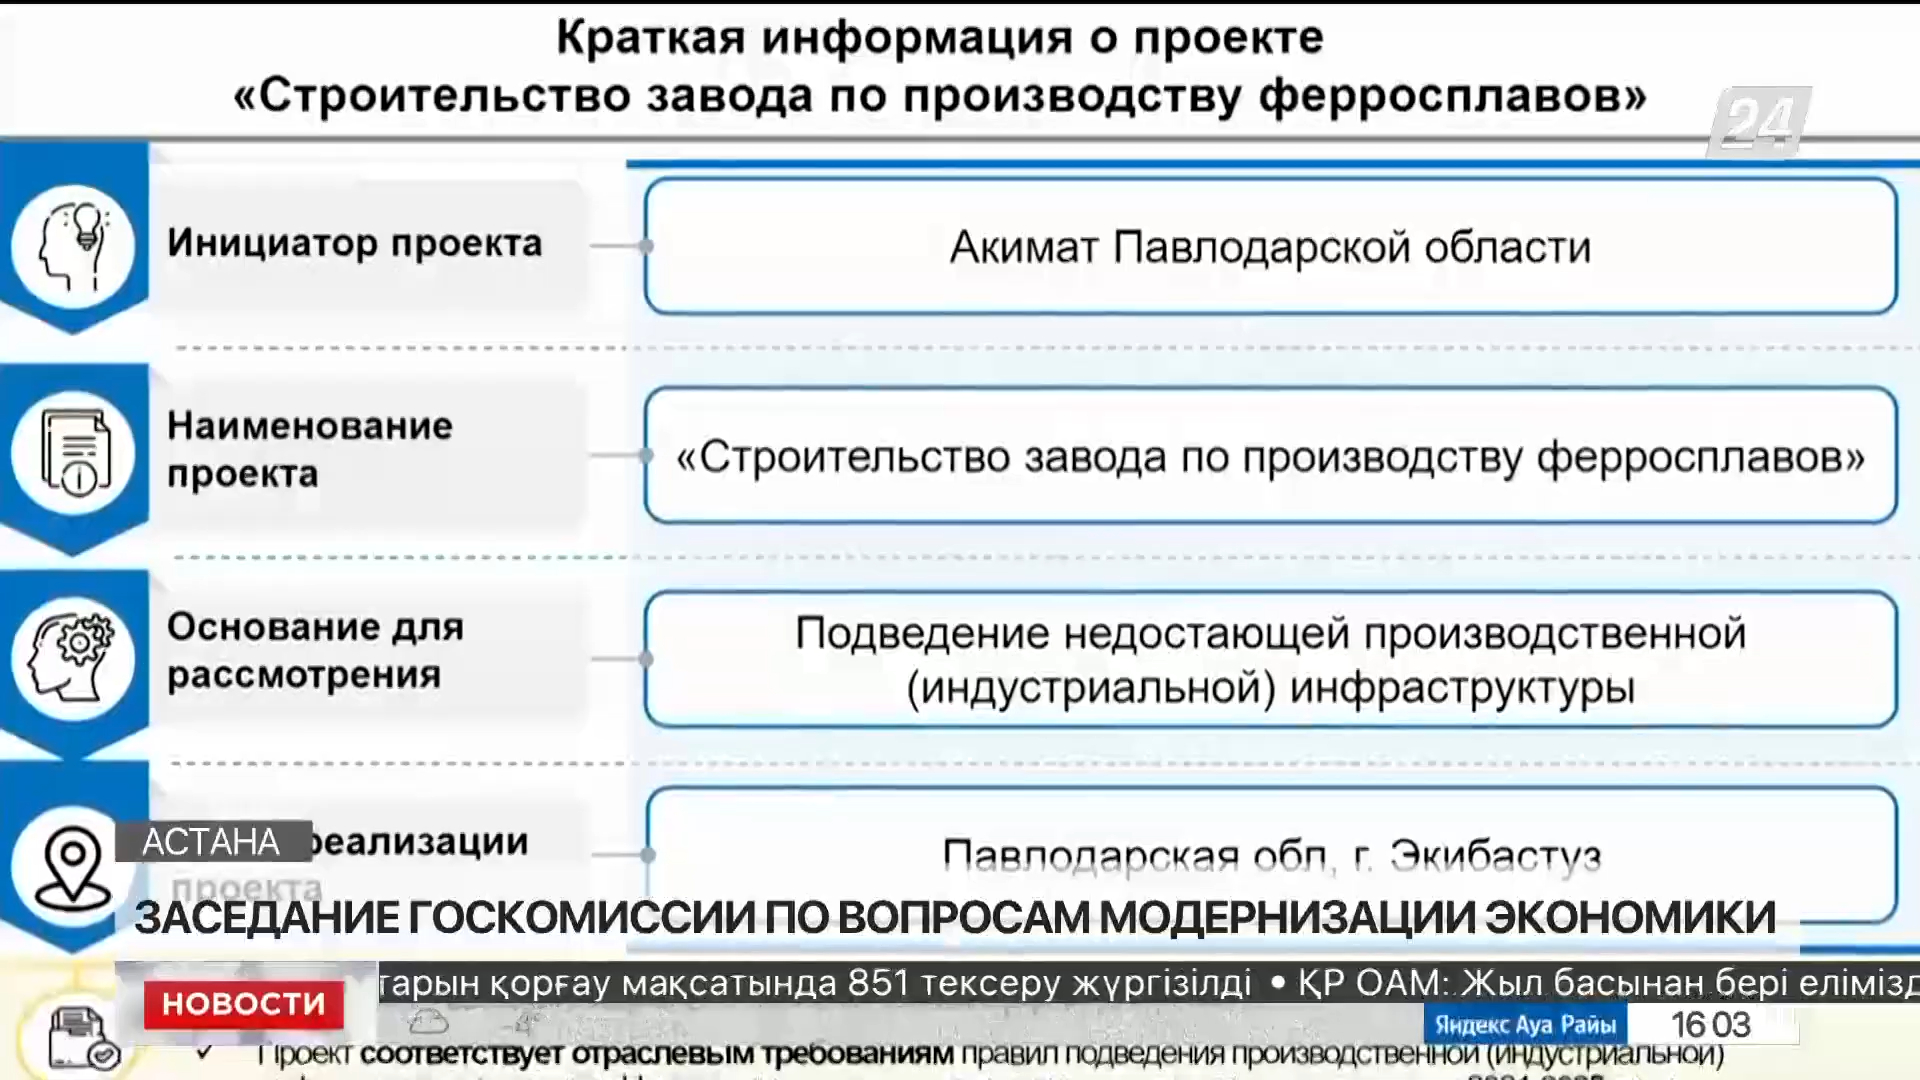 Краткая информация о проекте
«Строительство завода по производству ферросплавов»
24
Инициатор проекта
Акимат Павлодарской области
Наименование
проекта
«Строительство завода по производству ферросплавов»
Основание для
рассмотрения
Подведение недостающей производственной
(индустриальной) инфраструктуры
реализации
проекта
Павлодарская обл, г. Экибастуз
АСТАНА
ЗАСЕДАНИЕ ГОСКОМИССИИ ПО ВОПРОСАМ МОДЕРНИЗАЦИИ ЭКОНОМИКИ
НОВОСТИ
тарын қорғау мақсатында 851 тексеру жүргізілді • ҚР ОАМ: Жыл басынан бері елімізд
Яндекс Ауа Райы
16 03
✓ Проект соответствует отраслевым требованиям правил подведения производственной (индустриальной)